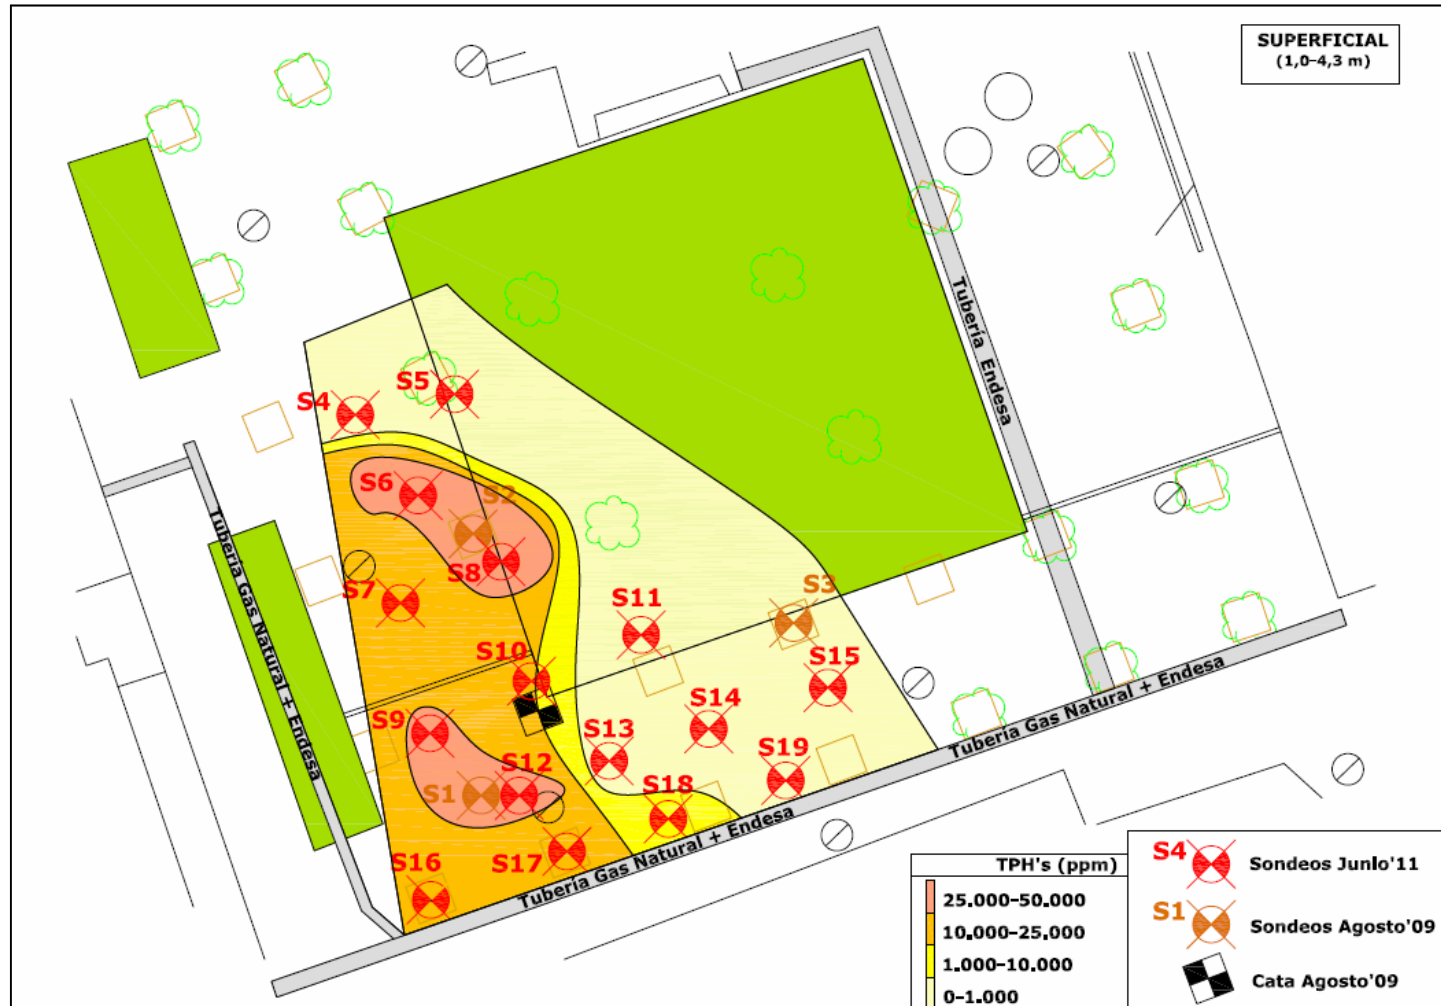 SUPERFICIAL
(1,0-4,3 m)
Tubería Endesa
S5
S4
S6
S2
S8
S7
S11
S3
S10
S15
S9
S14
S13
S19
S12
S1
S18
S17
S16
Tubería Gas Natural + Endesa
Tubería Gas Natural + Endesa
Tubería Gas Natural + Endesa
TPH's (ppm)
25.000-50.000
10.000-25.000
1.000-10.000
0-1.000
S4 Sondeos Junio'11
S1 Sondeos Agosto'09
Cata Agosto'09